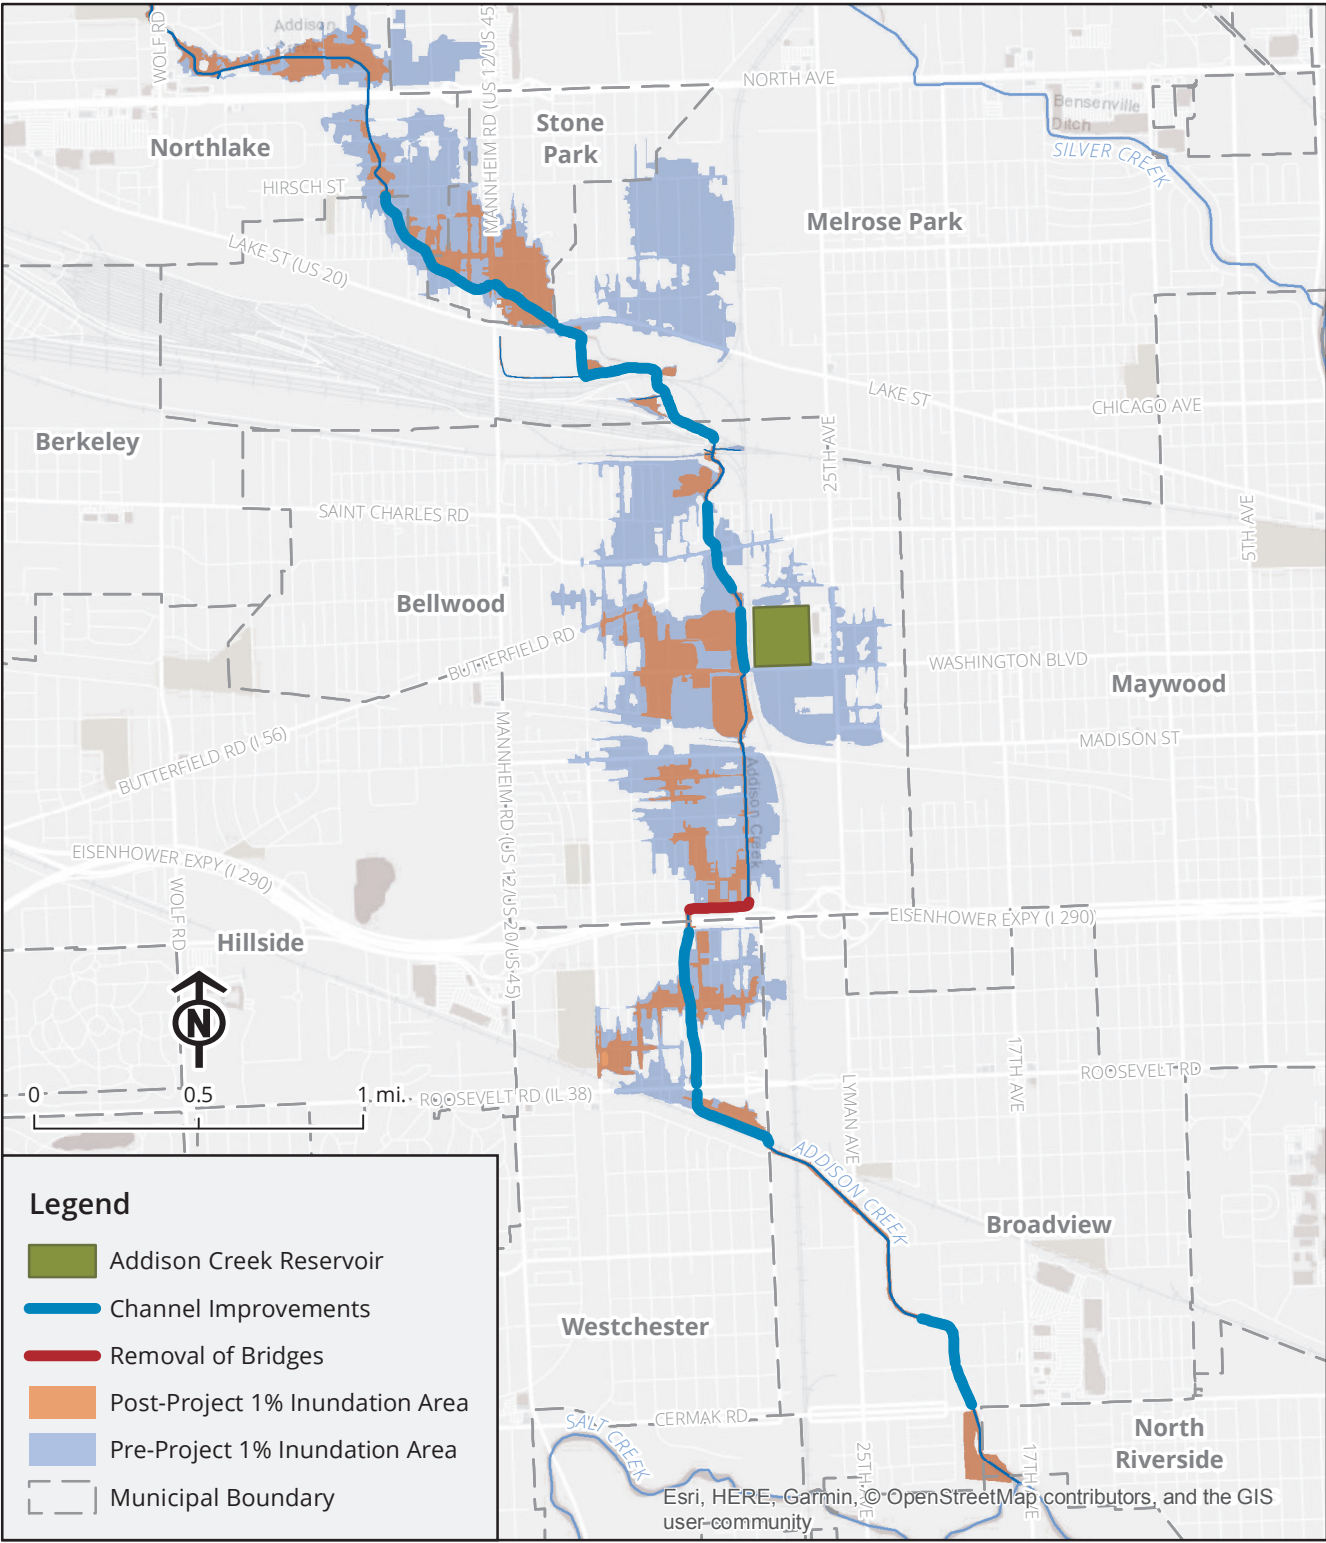 WOLF RD
Addison
Creek
MANNHEIM RD (US 12/US 45)
NORTH AVE
Bensenville
Ditch
SILVER CREEK
Stone
Park
Northlake
HIRSCH ST
Melrose Park
LAKE ST (US 20)
LAKE ST
CHICAGO AVE
25TH AVE
Berkeley
SAINT CHARLES RD
5TH AVE
Bellwood
BUTTERFIELD RD
WASHINGTON BLVD
Maywood
MADISON ST
BUTTERFIELD RD (I 56)
MANNHEIM RD (US 12/US 20/US 45)
Addison Creek
EISENHOWER EXPY (I 290)
WOLF RD
EISENHOWER EXPY (I 290)
Hillside
N
17TH AVE
ROOSEVELT RD
0 0.5 1 mi.
ROOSEVELT RD (IL 38)
LYMAN AVE
ADDISON CREEK
Broadview
Westchester
Legend
Addison Creek Reservoir
Channel Improvements
Removal of Bridges
Post-Project 1% Inundation Area
Pre-Project 1% Inundation Area
Municipal Boundary
SALT CREEK
CERMAK RD
25TH AVE
17TH AVE
North
Riverside
Esri, HERE, Garmin, © OpenStreetMap contributors, and the GIS
user community